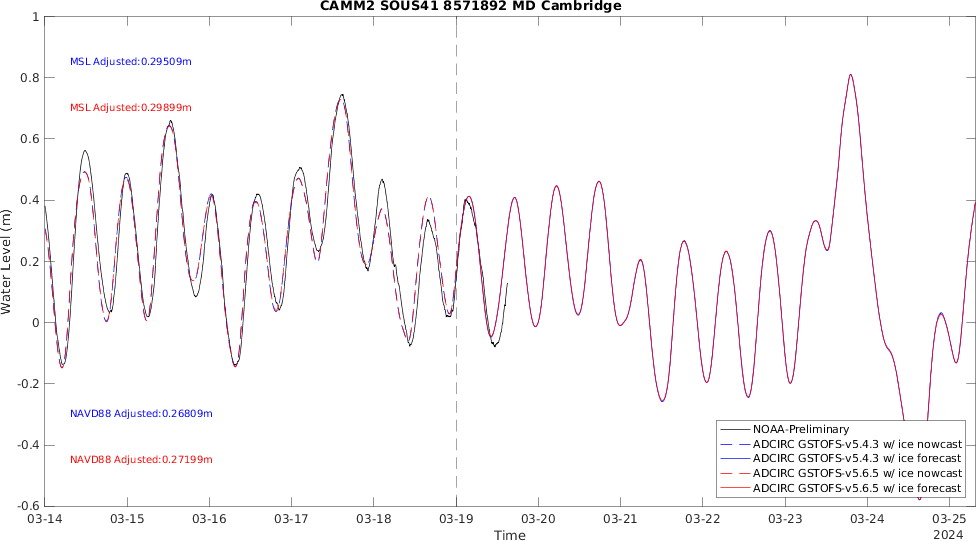 CAMM2 SOUS41 8571892 MD Cambridge
MSL Adjusted:0.29509m
MSL Adjusted:0.29899m
NAVD88 Adjusted:0.26809m
NAVD88 Adjusted:0.27199m
Water Level (m)
1
0.8
0.6
0.4
0.2
0
-0.2
-0.4
-0.6
NOAA-Preliminary
ADCIRC GSTOFS-v5.4.3 w/ ice nowcast
ADCIRC GSTOFS-v5.4.3 w/ ice forecast
ADCIRC GSTOFS-v5.6.5 w/ ice nowcast
ADCIRC GSTOFS-v5.6.5 w/ ice forecast
03-14 03-15 03-16 03-17 03-18 03-19 03-20 03-21 03-22 03-23 03-24 03-25
Time
2024